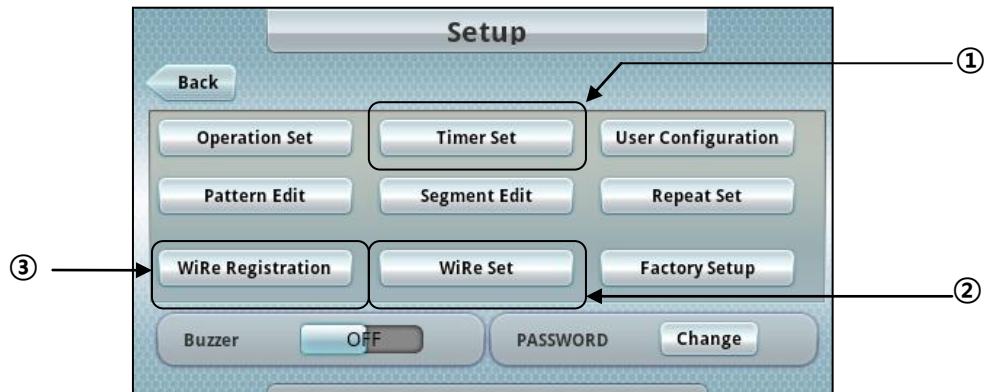 Setup
①
Back
Operation Set Timer Set User Configuration
Pattern Edit Segment Edit Repeat Set
③ WiRe Registration WiRe Set Factory Setup
②
Buzzer OFF PASSWORD Change